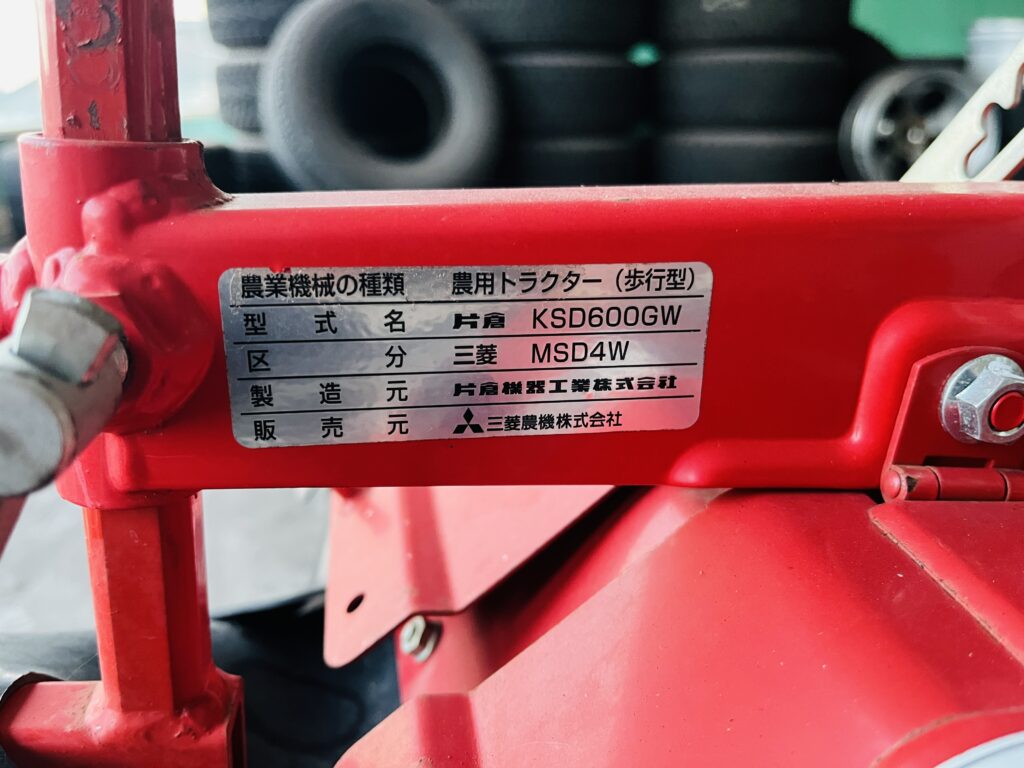 農業機械の種類 農用トラクター（歩行型）
型式名 片倉 KSD600GW
区分 三菱 MSD4W
製造元 片倉機器工業株式会社
販売元 三菱農機株式会社